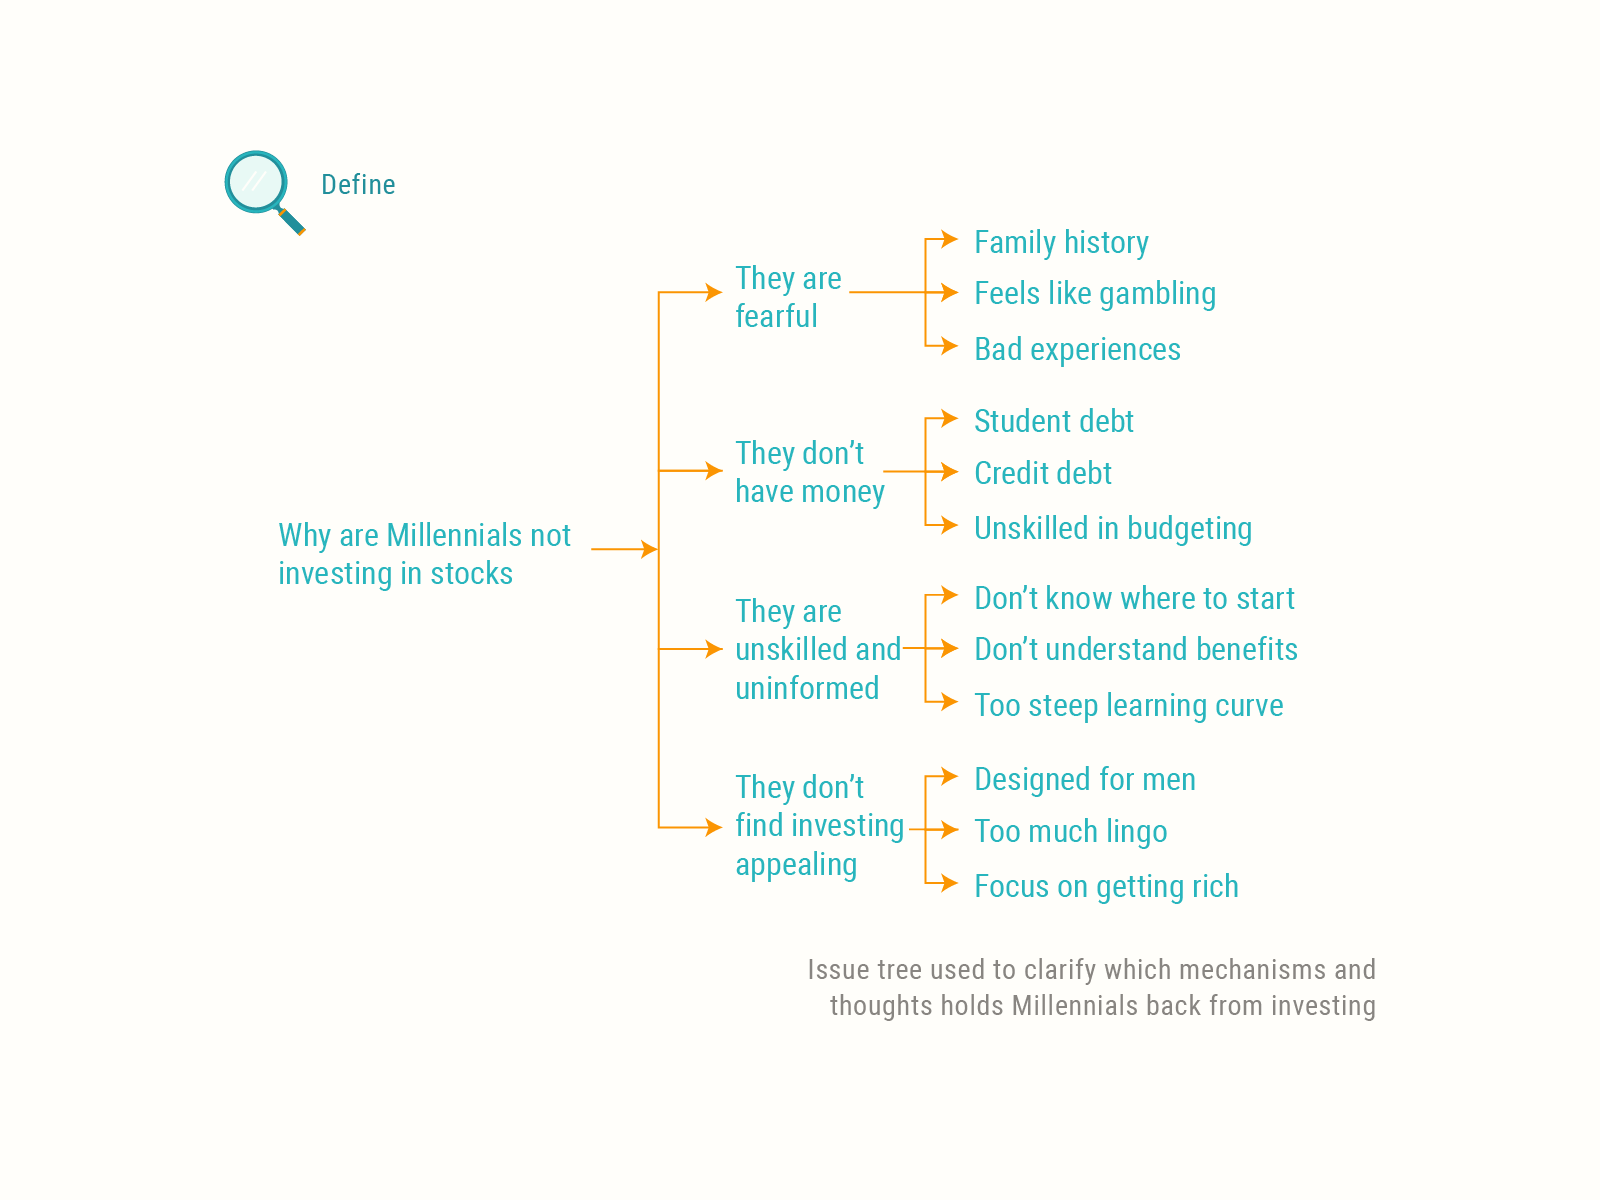 Define
Why are Millennials not
investing in stocks
They are
fearful
Family history
Feels like gambling
Bad experiences
They don’t
have money
Student debt
Credit debt
Unskilled in budgeting
They are
unskilled and
uninformed
Don’t know where to start
Don’t understand benefits
Too steep learning curve
They don’t
find investing
appealing
Designed for men
Too much lingo
Focus on getting rich
Issue tree used to clarify which mechanisms and
thoughts holds Millennials back from investing